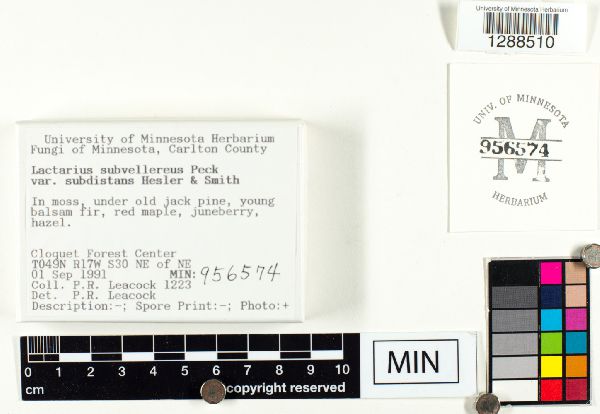 University of Minnesota Herbarium
1288510
UNIV. OF MINNESOTA
M
956574
HERBARIUM
University of Minnesota Herbarium
Fungi of Minnesota, Carlton County
Lactarius subvellereus Peck
var. subdistans Hesler & Smith
In moss, under old jack pine, young
balsam fir, red maple, juneberry,
hazel.
Cloquet Forest Center
T049N R17W S30 NE of NE
01 Sep 1991 MIN: 956574
Coll. P.R. Leacock 1223
Det. P.R. Leacock
Description:-; Spore Print:-; Photo:+
0 1 2 3 4 5 6 7 8 9 10
cm copyright reserved
MIN